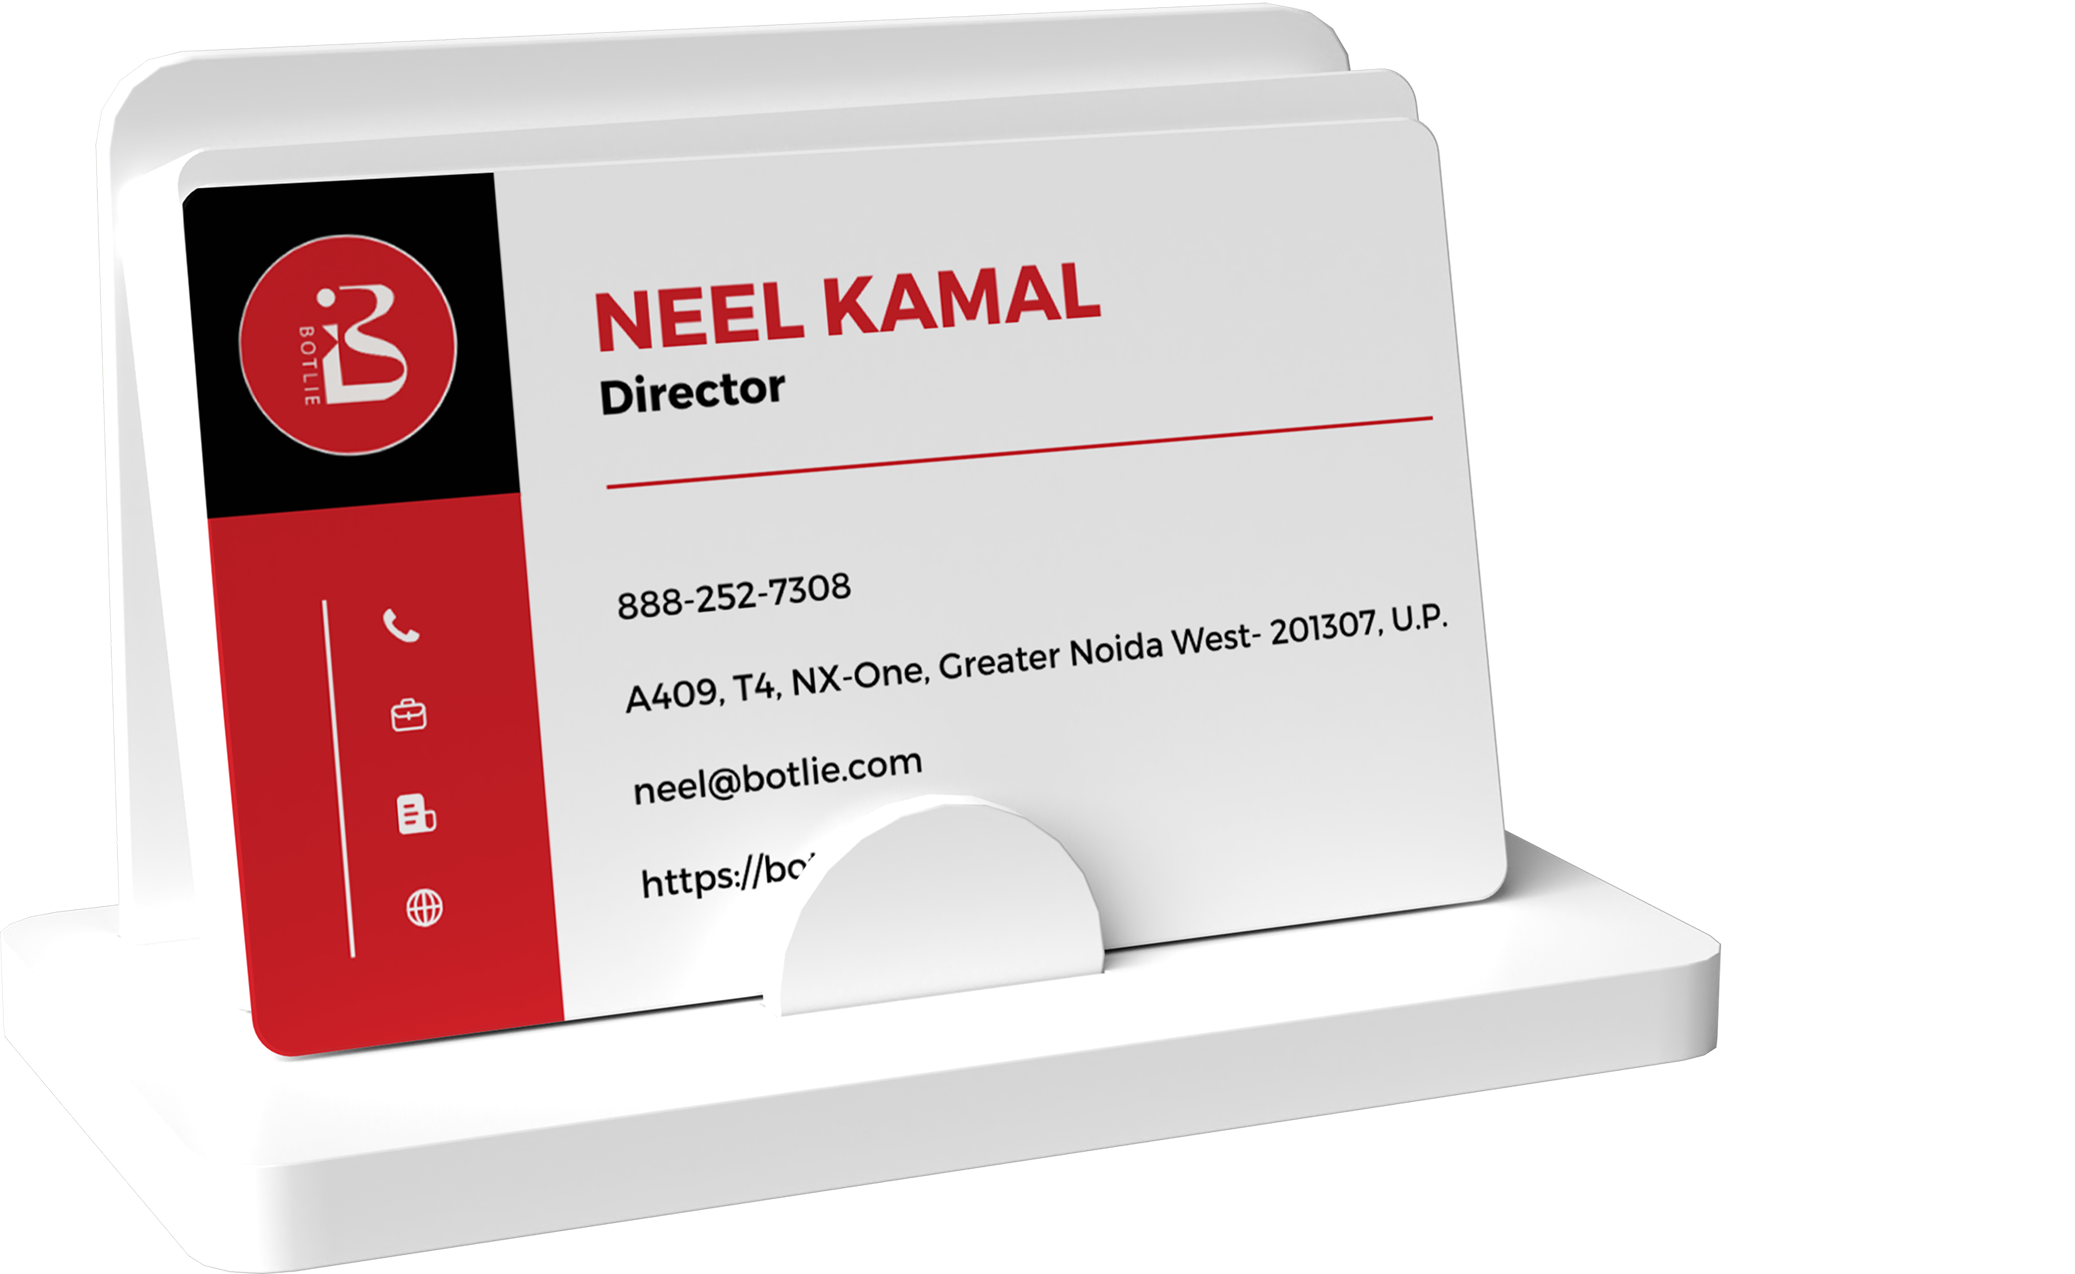 BOTLIE
NEEL KAMAL
Director
888-252-7308
A409, T4, NX-One, Greater Noida West- 201307, U.P.
neel@botlie.com
https://bo